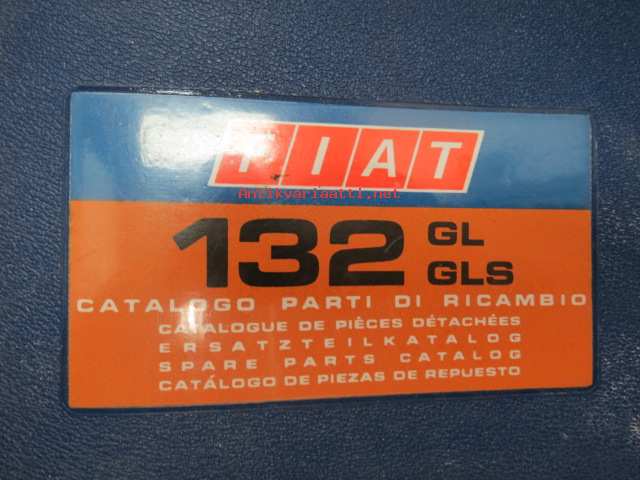 FIAT
Antikvariaatti.net
132 GL
GLS
CATALOGO PARTI DI RICAMBIO
CATALOGUE DE PIÈCES DÉTACHÉES
ERSATZTEILKATALOG
SPARE PARTS CATALOG
CATÁLOGO DE PIEZAS DE REPUESTO